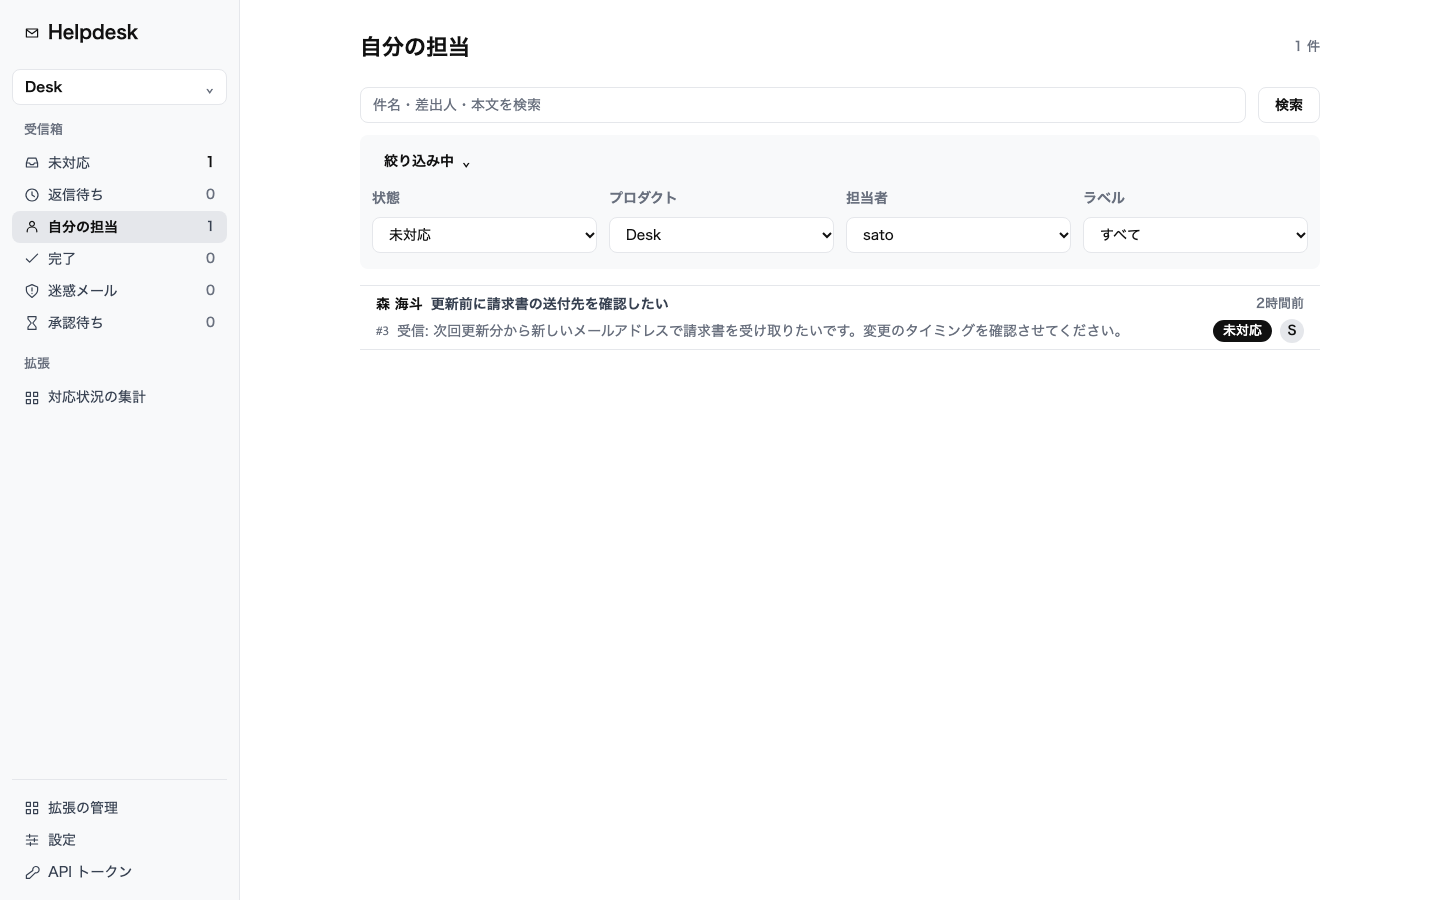 Helpdesk
Desk
受信箱
未対応 1
返信待ち 0
自分の担当 1
完了 0
迷惑メール 0
承認待ち 0
拡張
対応状況の集計
拡張の管理
設定
API トークン
自分の担当 1 件
件名・差出人・本文を検索 検索
絞り込み中
状態 プロダクト 担当者 ラベル
未対応 Desk sato すべて
森 海斗 更新前に請求書の送付先を確認したい 2時間前
#3 受信: 次回更新分から新しいメールアドレスで請求書を受け取りたいです。変更のタイミングを確認させてください。 未対応 S